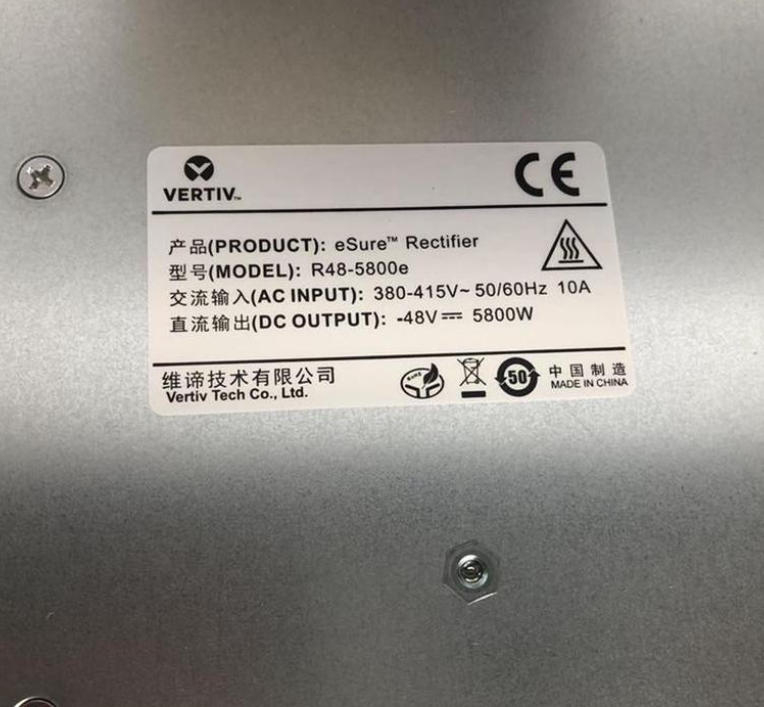 VERTIV™
CE
产品(PRODUCT): eSure™ Rectifier
型号(MODEL): R48-5800e
交流输入(AC INPUT): 380-415V~ 50/60Hz 10A
直流输出(DC OUTPUT): -48V⎓ 5800W
维谛技术有限公司
Vertiv Tech Co., Ltd.
RoHS
50
中国制造
MADE IN CHINA